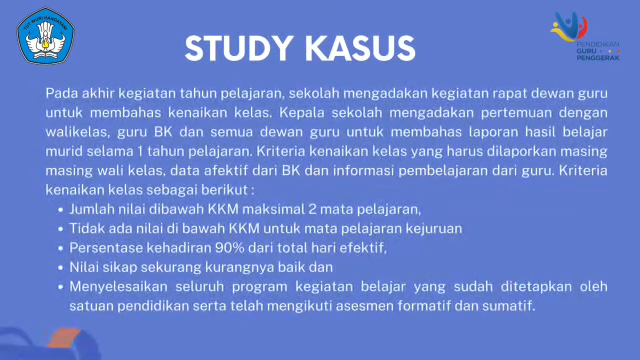 TUT WURI HANDAYANI
PENDIDIKAN
GURU
PENGGERAK
STUDY KASUS
Pada akhir kegiatan tahun pelajaran, sekolah mengadakan kegiatan rapat dewan guru
untuk membahas kenaikan kelas. Kepala sekolah mengadakan pertemuan dengan
walikelas, guru BK dan semua dewan guru untuk membahas laporan hasil belajar
murid selama 1 tahun pelajaran. Kriteria kenaikan kelas yang harus dilaporkan masing
masing wali kelas, data afektif dari BK dan informasi pembelajaran dari guru. Kriteria
kenaikan kelas sebagai berikut :
• Jumlah nilai dibawah KKM maksimal 2 mata pelajaran,
• Tidak ada nilai di bawah KKM untuk mata pelajaran kejuruan
• Persentase kehadiran 90% dari total hari efektif,
• Nilai sikap sekurang kurangnya baik dan
• Menyelesaikan seluruh program kegiatan belajar yang sudah ditetapkan oleh
satuan pendidikan serta telah mengikuti asesmen formatif dan sumatif.